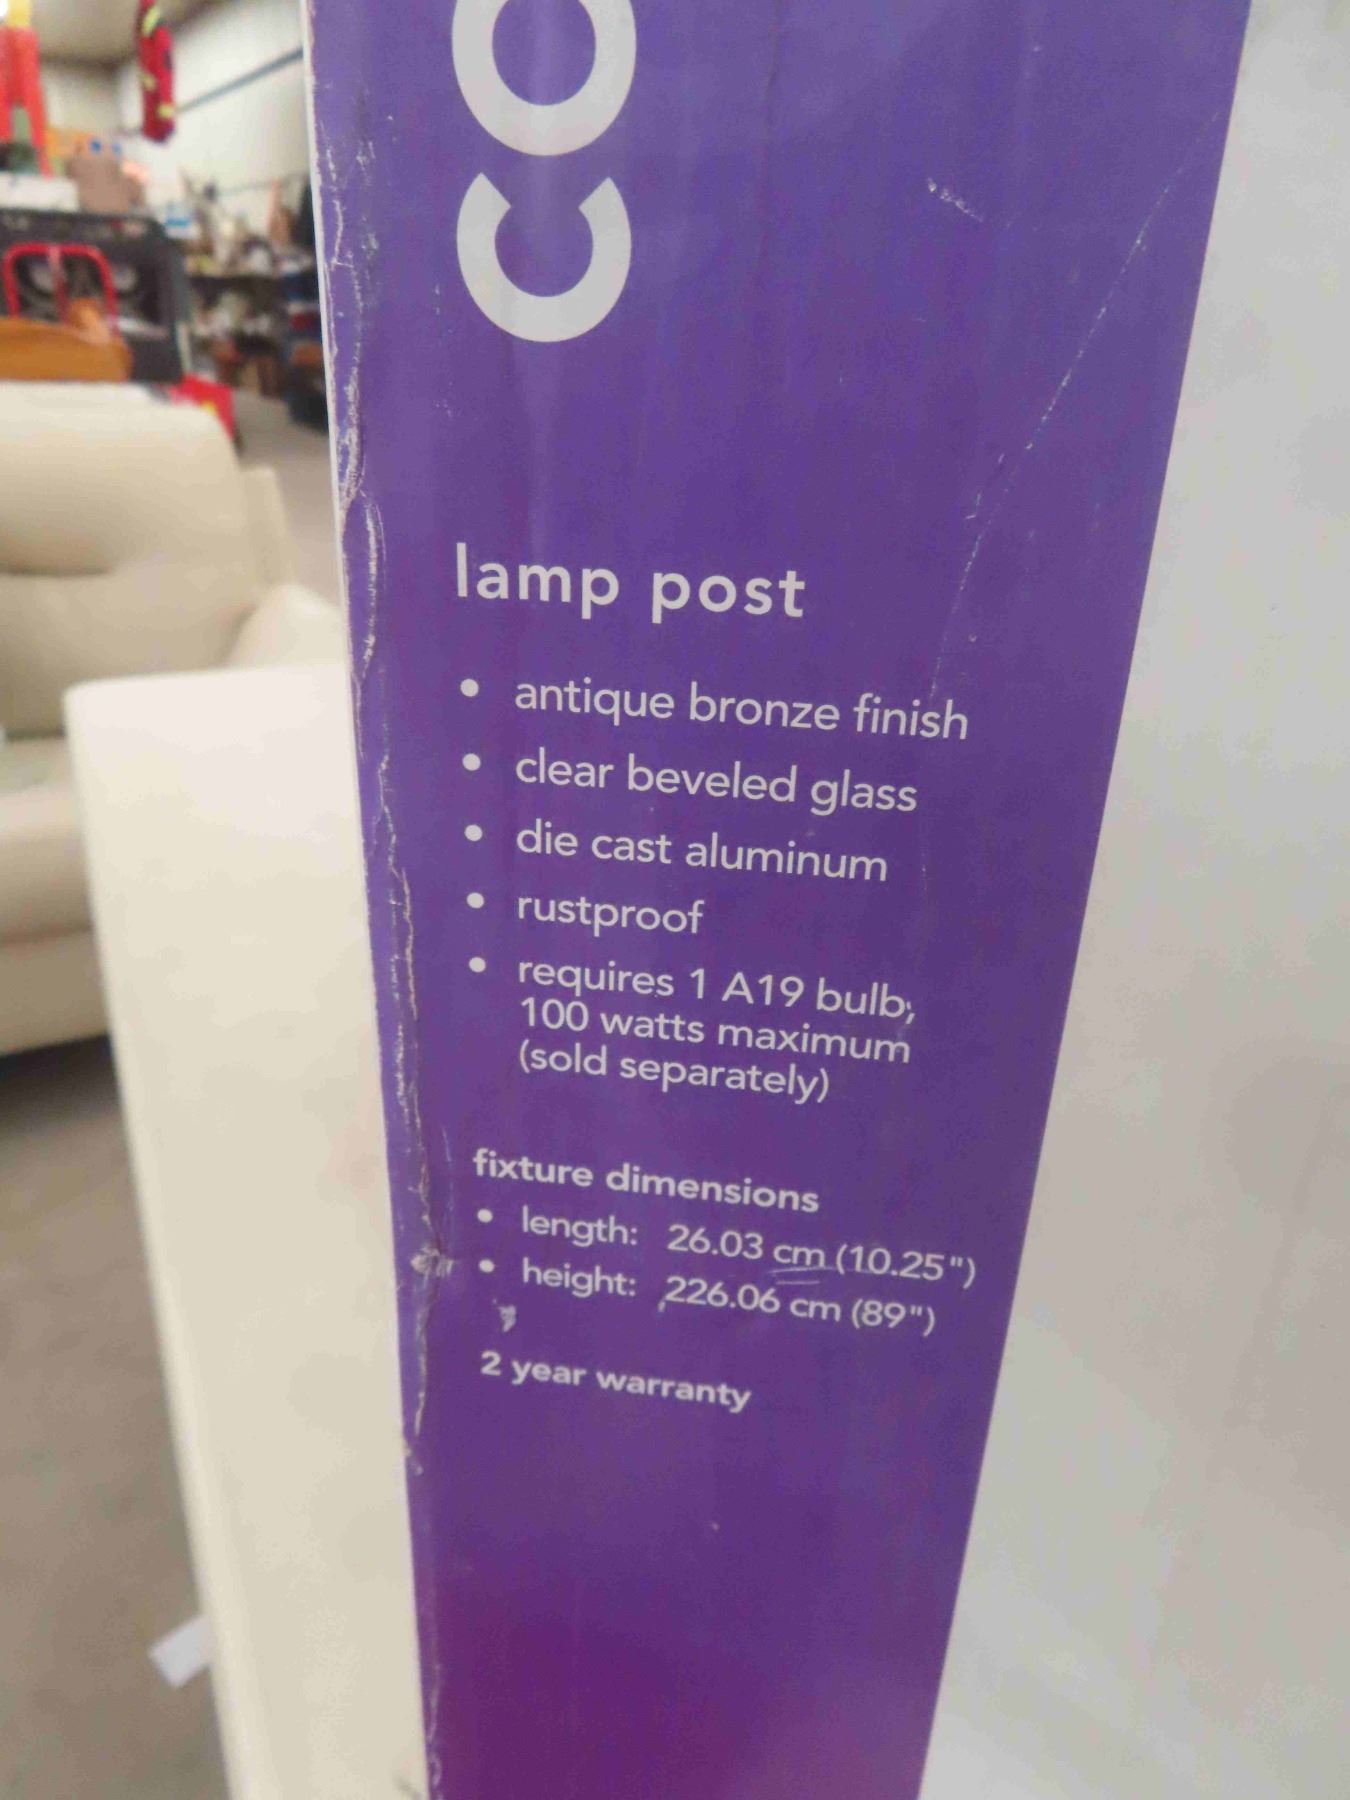 co
lamp post
• antique bronze finish
• clear beveled glass
• die cast aluminum
• rustproof
• requires 1 A19 bulb;
100 watts maximum
(sold separately)
fixture dimensions
• length: 26.03 cm (10.25")
• height: 226.06 cm (89")
2 year warranty